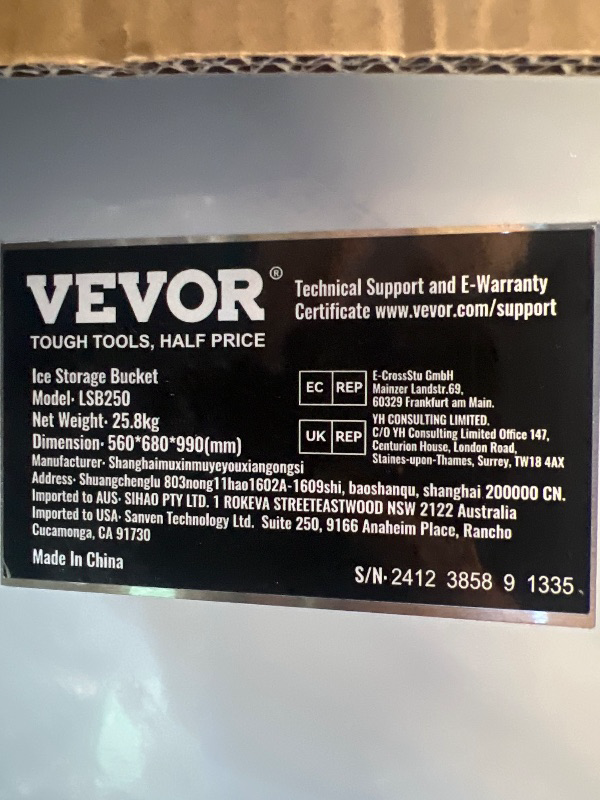 VEVOR®
TOUGH TOOLS, HALF PRICE
Technical Support and E-Warranty
Certificate www.vevor.com/support
Ice Storage Bucket
Model· LSB250
Net Weight· 25.8kg
Dimension· 560*680*990(mm)
EC REP
E-CrossStu GmbH
Mainzer Landstr.69,
60329 Frankfurt am Main.
UK REP
YH CONSULTING LIMITED.
C/O YH Consulting Limited Office 147,
Centurion House, London Road,
Staines-upon-Thames, Surrey, TW18 4AX
Manufacturer· Shanghaimuxinmuyeyouxiangongsi
Address· Shuangchenglu 803nong11hao1602A-1609shi, baoshanqu, shanghai 200000 CN.
Imported to AUS· SIHAO PTY LTD. 1 ROKEVA STREETEASTWOOD NSW 2122 Australia
Imported to USA· Sanven Technology Ltd. Suite 250, 9166 Anaheim Place, Rancho
Cucamonga, CA 91730
Made In China
S/N· 2412 3858 9 1335